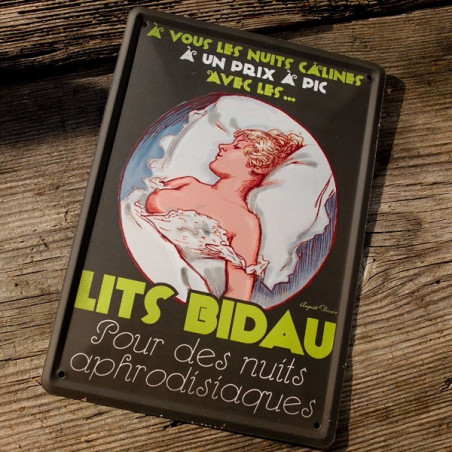 À VOUS LES NUITS CÂLINES
À UN PRIX À PIC
AVEC LES...
LITS BIDAU
Pour des nuits
aphrodisiaques